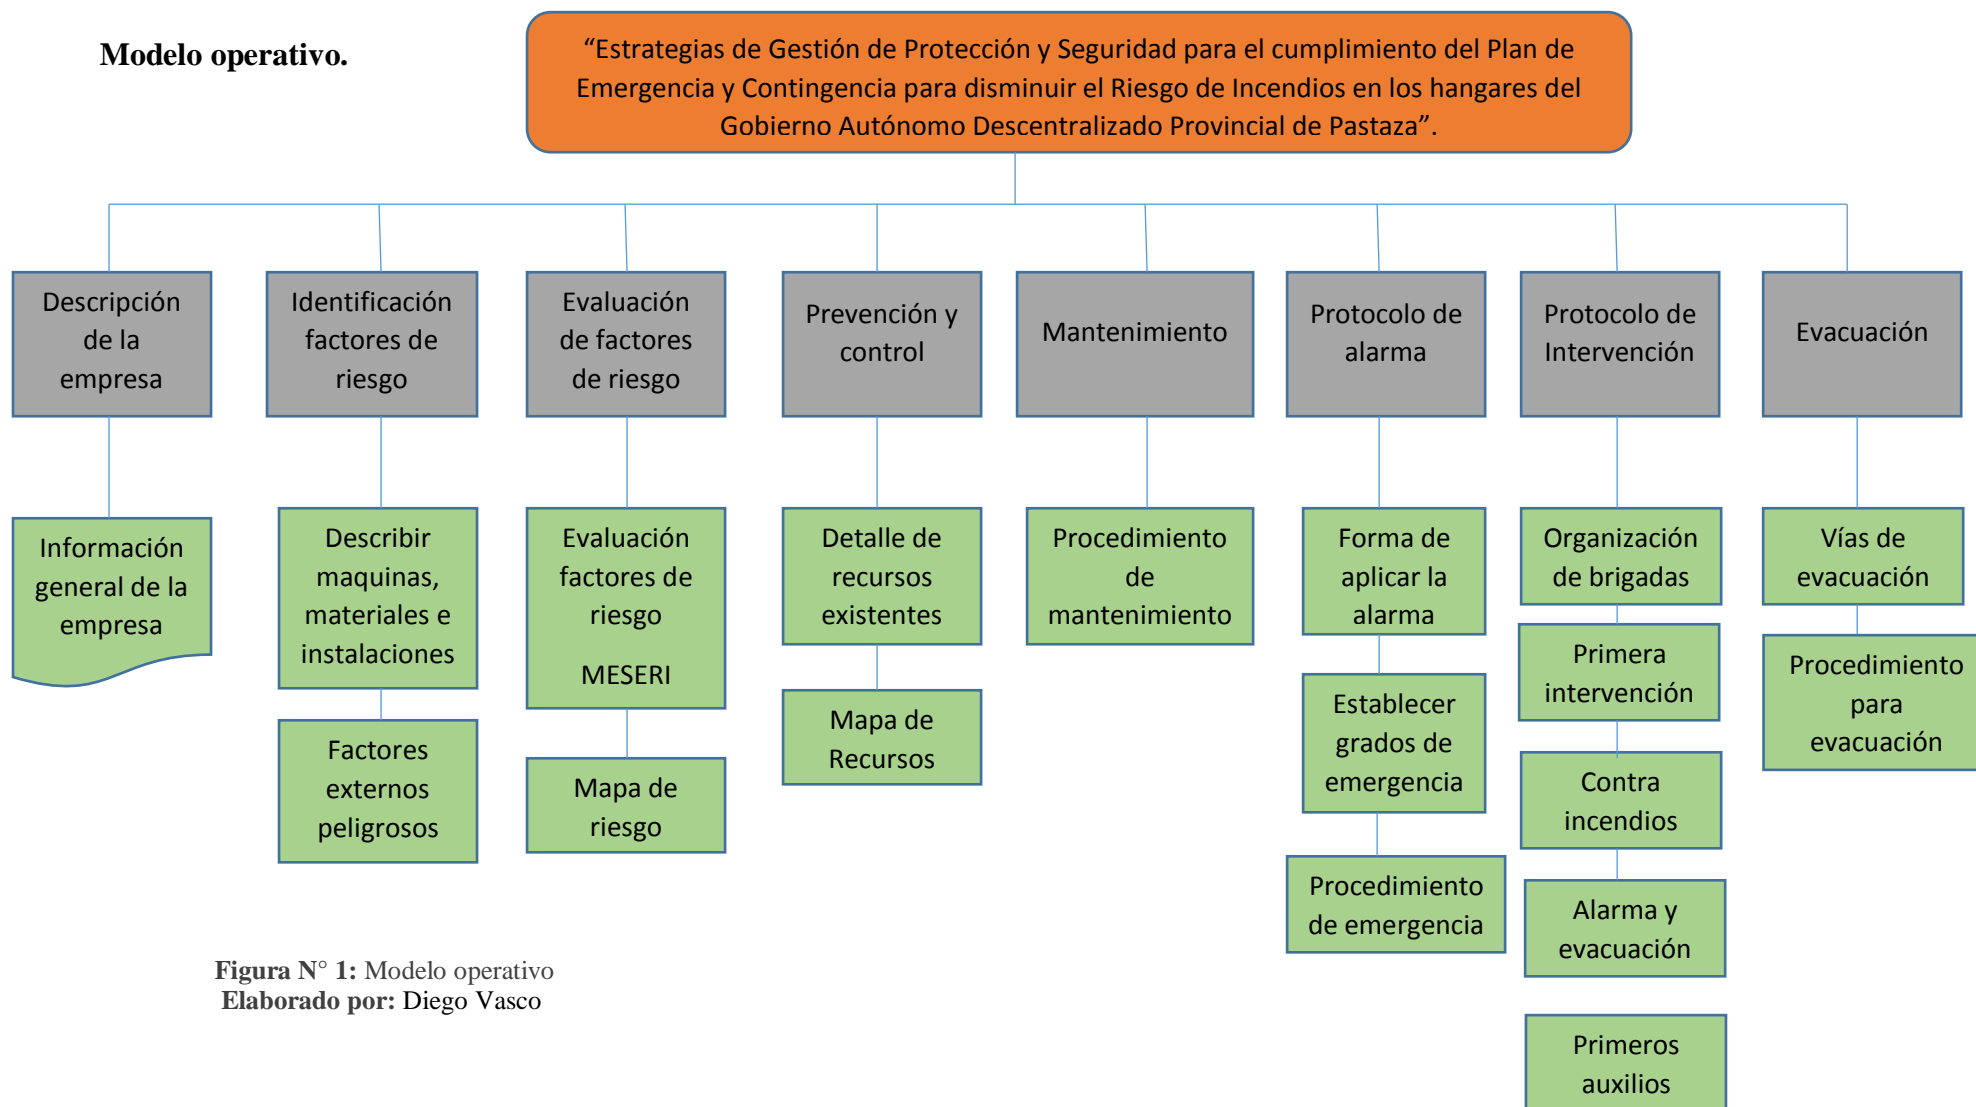 Modelo operativo.
“Estrategias de Gestión de Protección y Seguridad para el cumplimiento del Plan de
Emergencia y Contingencia para disminuir el Riesgo de Incendios en los hangares del
Gobierno Autónomo Descentralizado Provincial de Pastaza”.
Descripción
de la
empresa
Identificación
factores de
riesgo
Evaluación
de factores
de riesgo
Prevención y
control
Mantenimiento
Protocolo de
alarma
Protocolo de
Intervención
Evacuación
Información
general de la
empresa
Describir
maquinas,
materiales e
instalaciones
Factores
externos
peligrosos
Evaluación
factores de
riesgo
MESERI
Mapa de
riesgo
Detalle de
recursos
existentes
Mapa de
Recursos
Procedimiento
de
mantenimiento
Forma de
aplicar la
alarma
Establecer
grados de
emergencia
Procedimiento
de emergencia
Organización
de brigadas
Primera
intervención
Contra
incendios
Alarma y
evacuación
Primeros
auxilios
Vías de
evacuación
Procedimiento
para
evacuación
Figura N° 1: Modelo operativo
Elaborado por: Diego Vasco